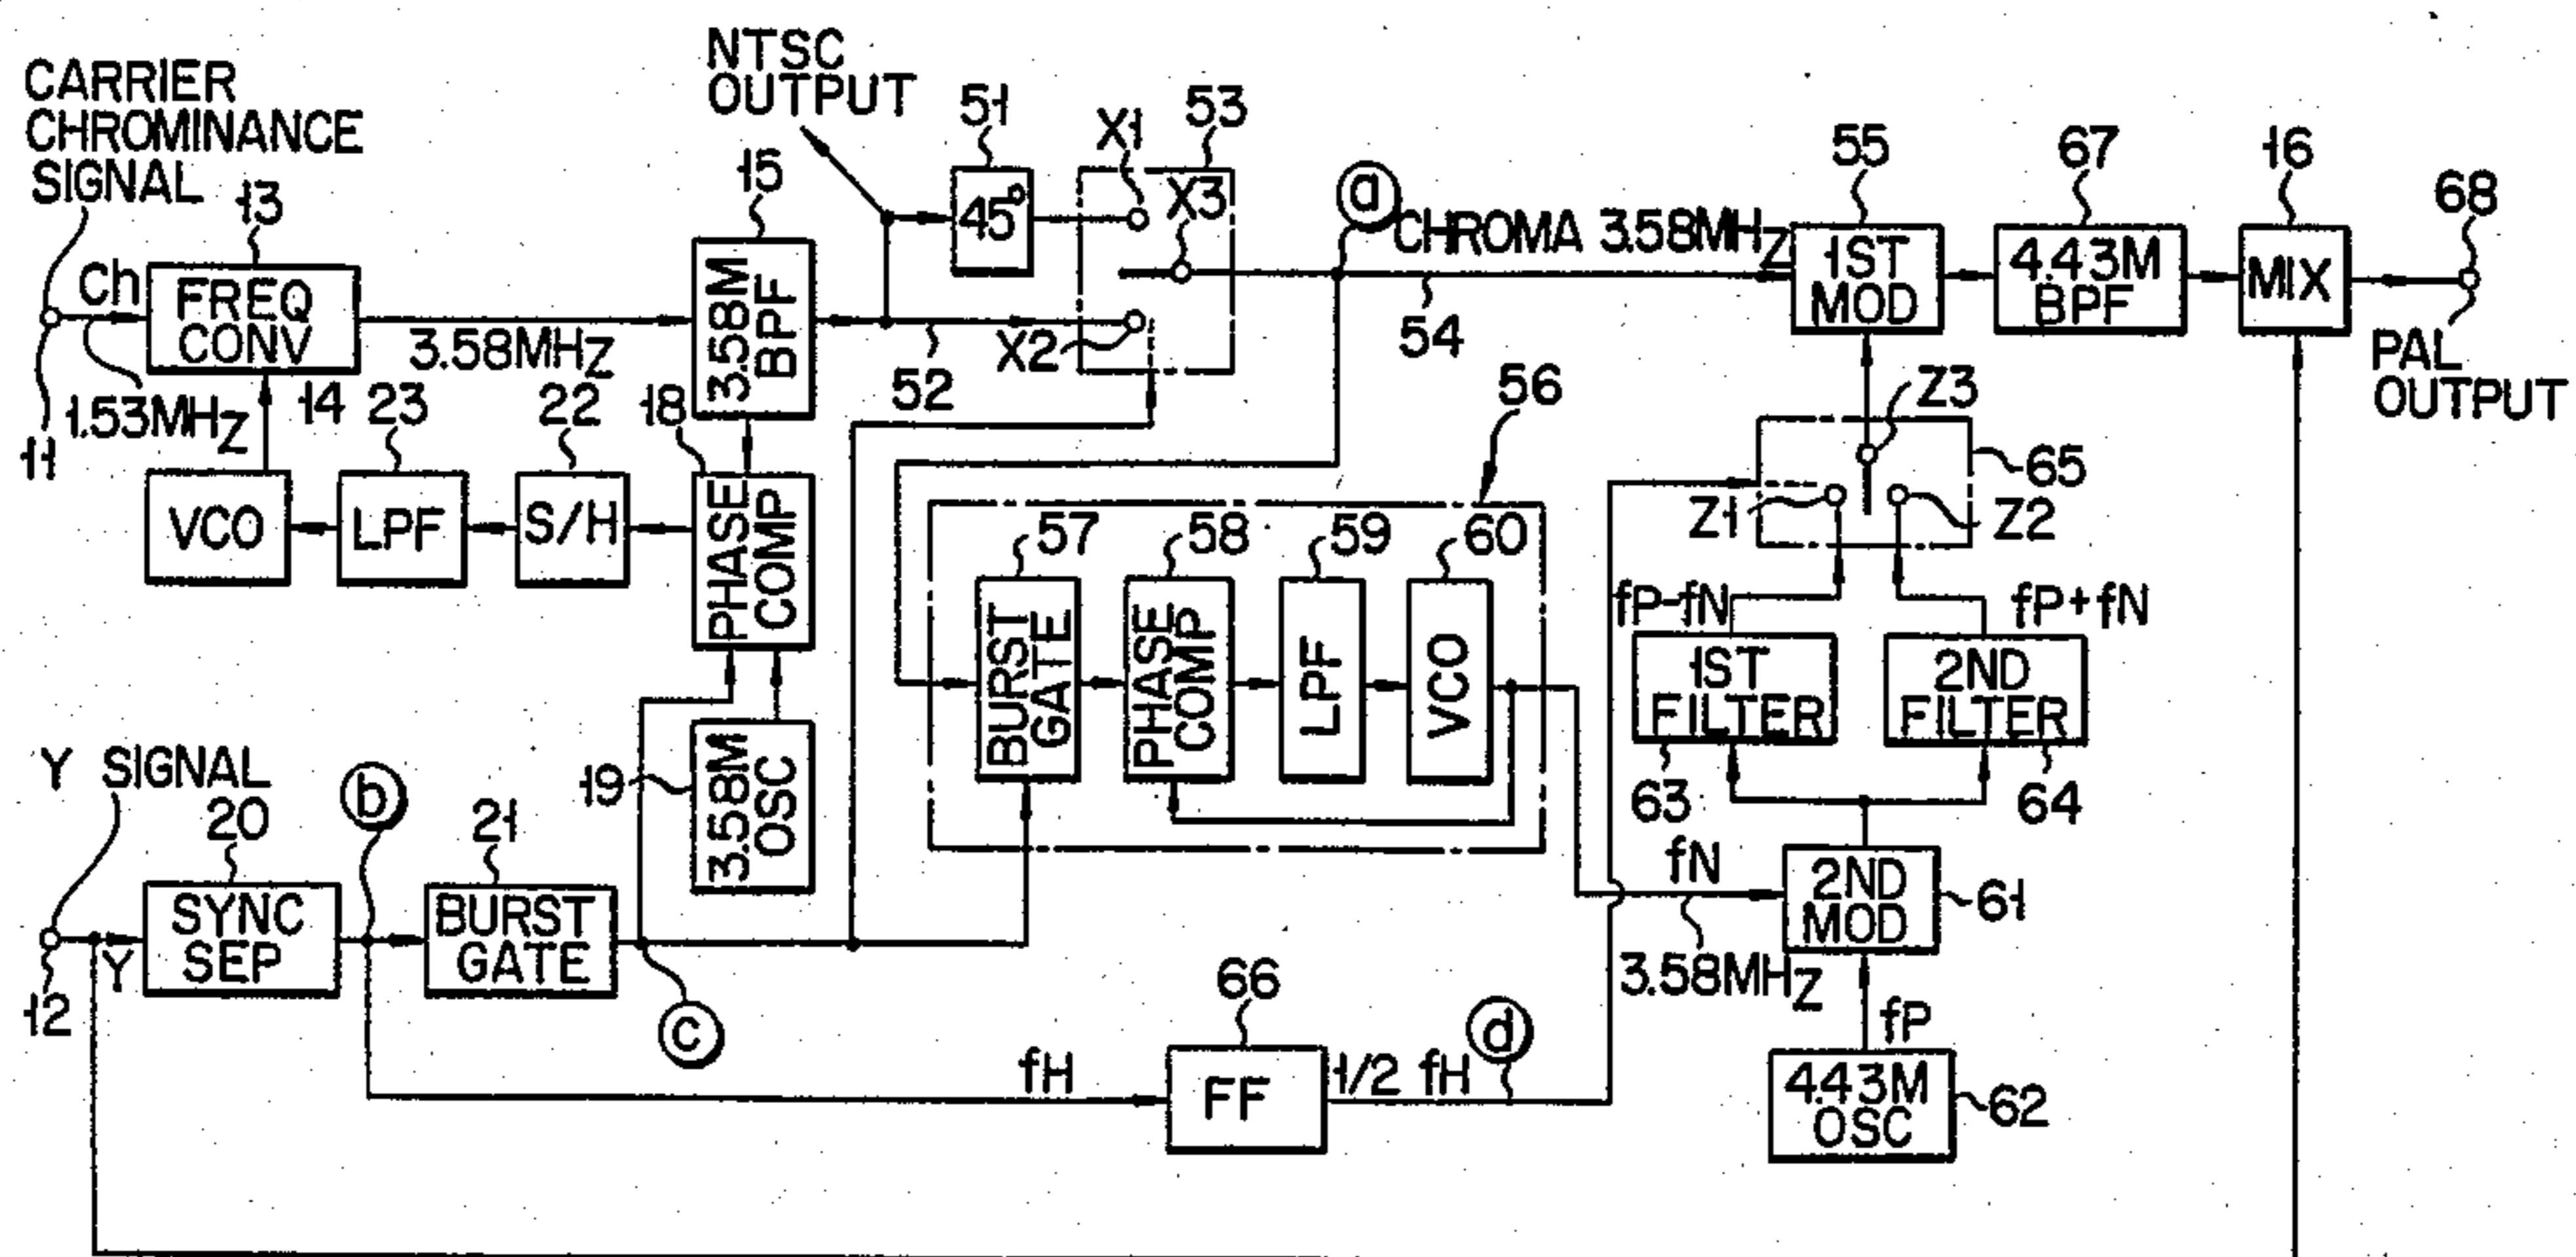 CARRIER
CHROMINANCE
SIGNAL
NTSC
OUTPUT
13
Ch
FREQ
CONV
1.53MHz
11
3.58MHz
14
23
22
18
VCO
LPF
S/H
15
3.58M
BPF
PHASE
COMP
19
3.58M
OSC
51
45°
52
X1
53
X3
X2
a
CHROMA 3.58MHz
54
55
1ST
MOD
67
4.43M
BPF
16
MIX
68
PAL
OUTPUT
56
57
58
59
60
BURST
GATE
PHASE
COMP
LPF
VCO
Z3
65
Z1
Z2
fP-fN
fP+fN
1ST
FILTER
2ND
FILTER
63
64
fN
3.58MHz
2ND
MOD
61
fP
4.43M
OSC
62
Y SIGNAL
20
b
21
SYNC
SEP
BURST
GATE
Y
12
c
fH
66
FF
1/2 fH
d